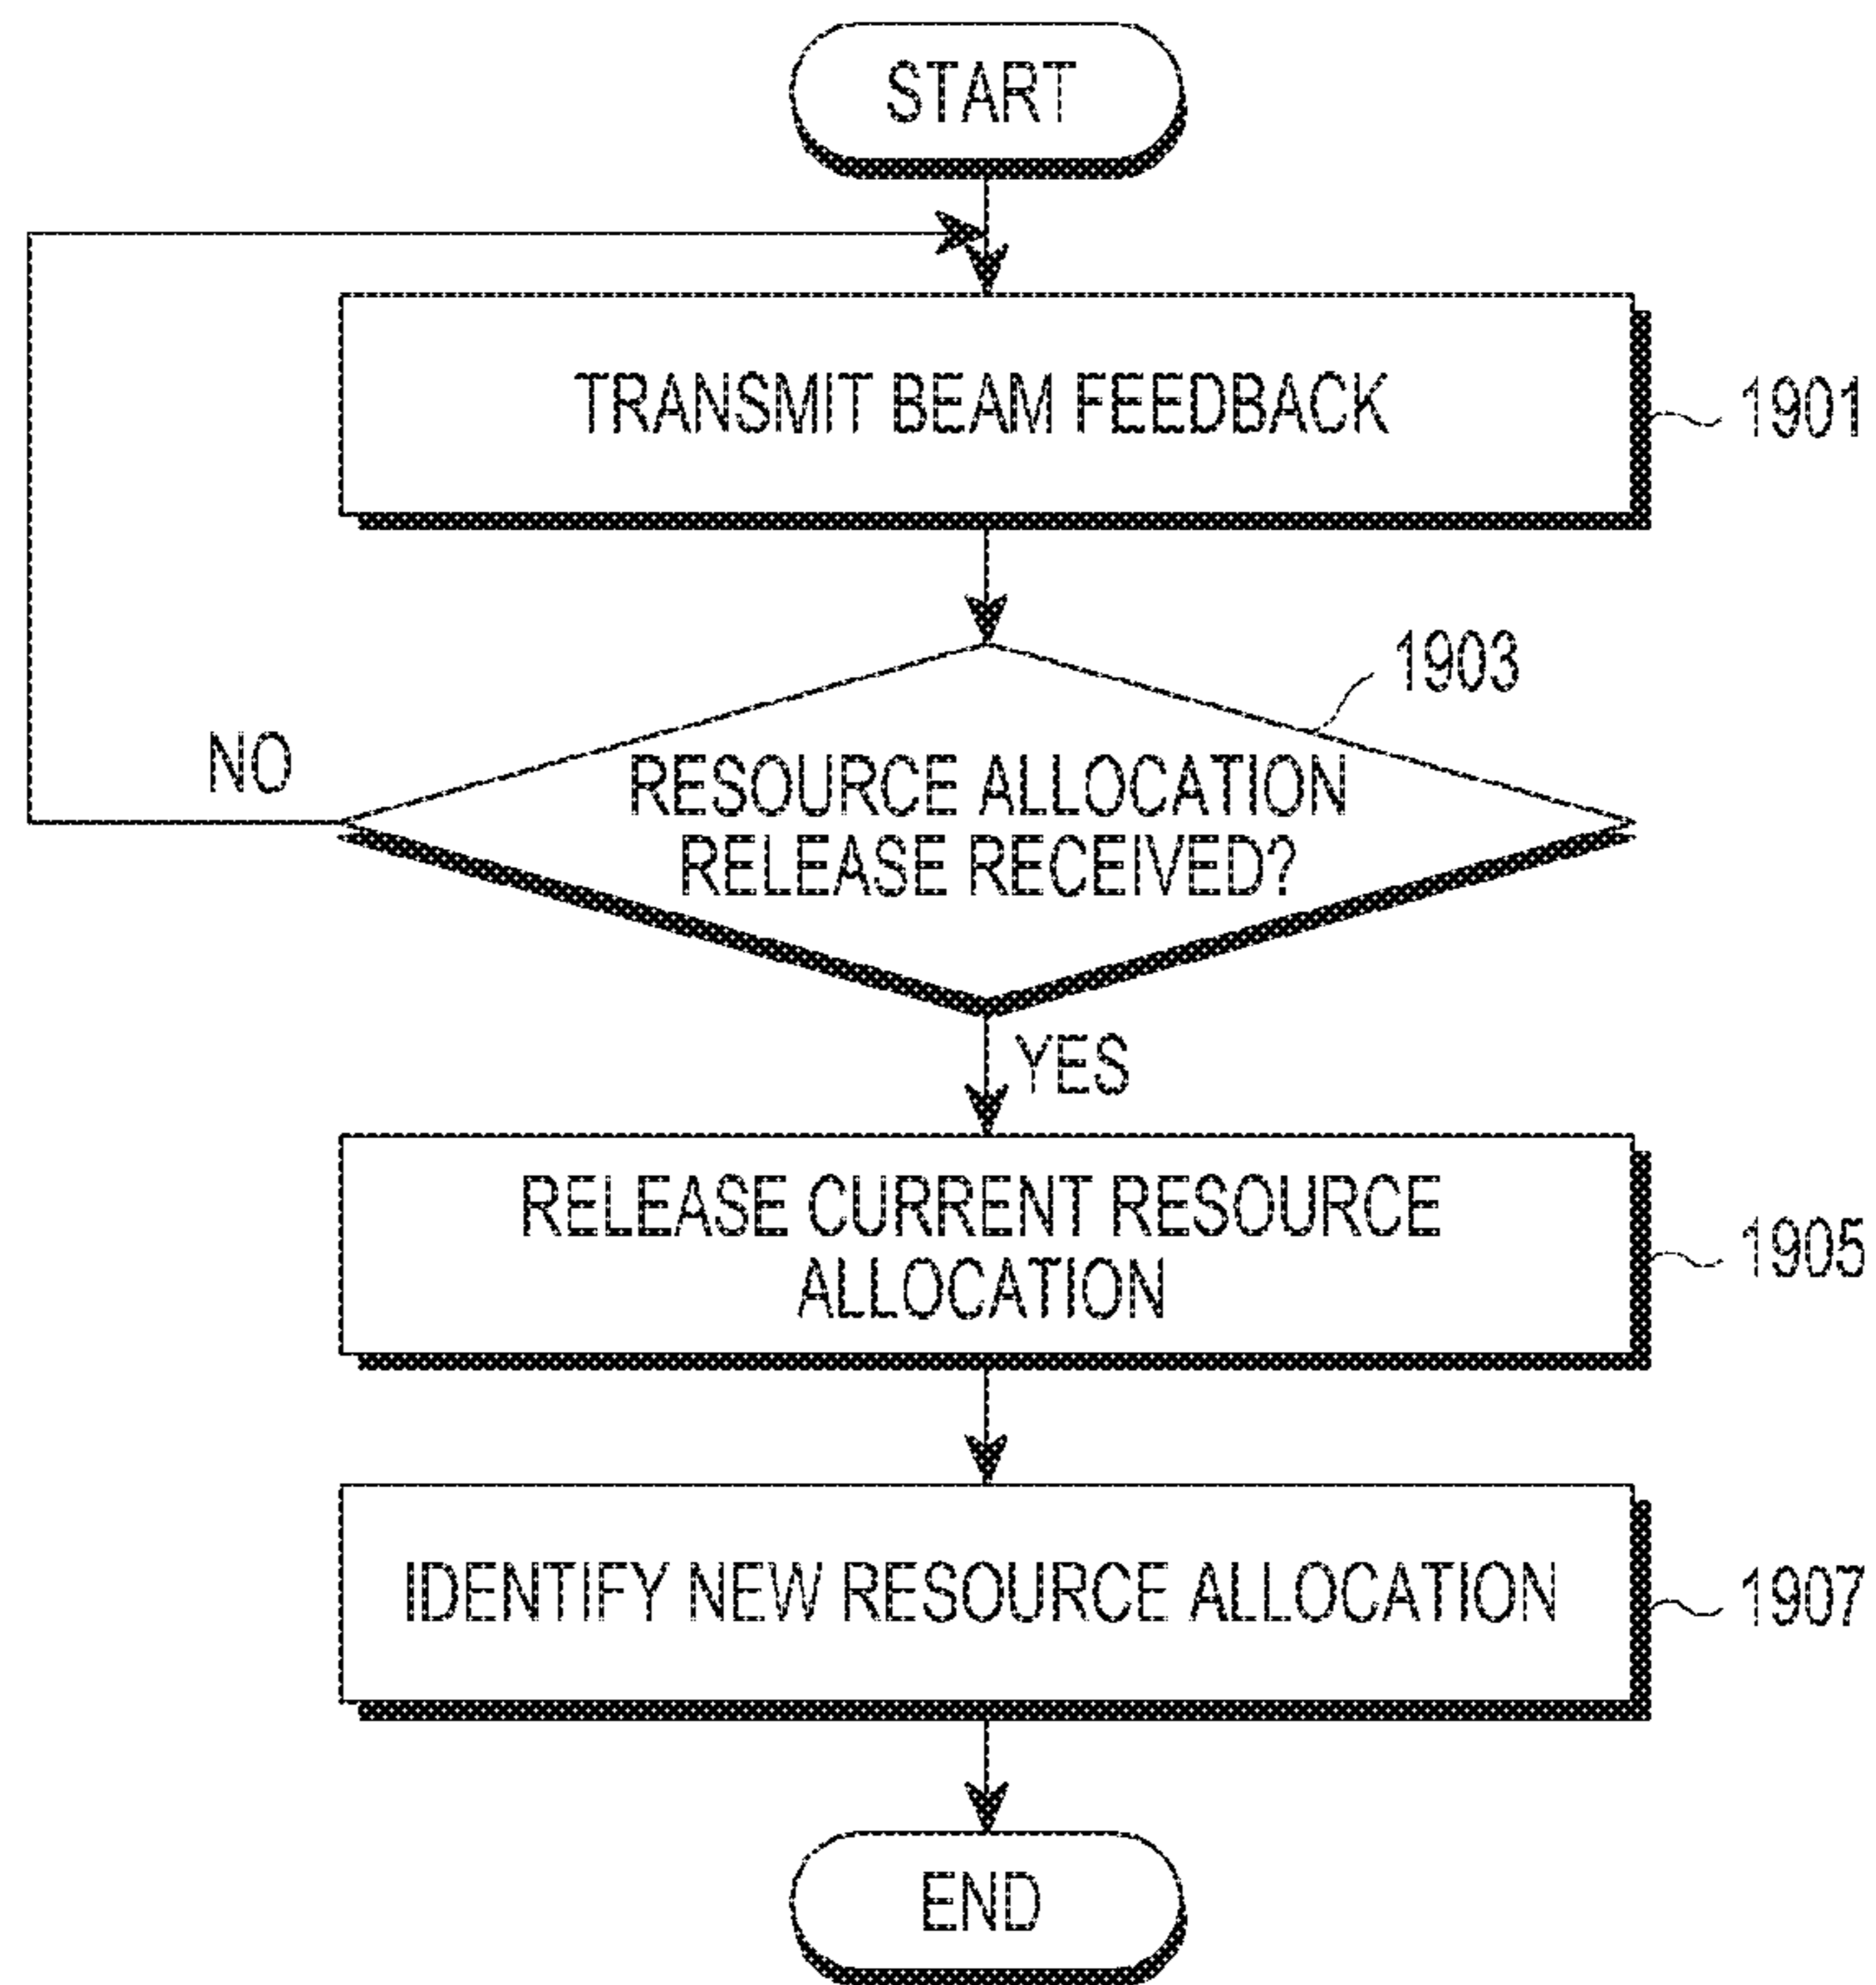 START
TRANSMIT BEAM FEEDBACK
1901
1903
RESOURCE ALLOCATION
RELEASE RECEIVED?
NO
YES
RELEASE CURRENT RESOURCE
ALLOCATION
1905
IDENTIFY NEW RESOURCE ALLOCATION
1907
END